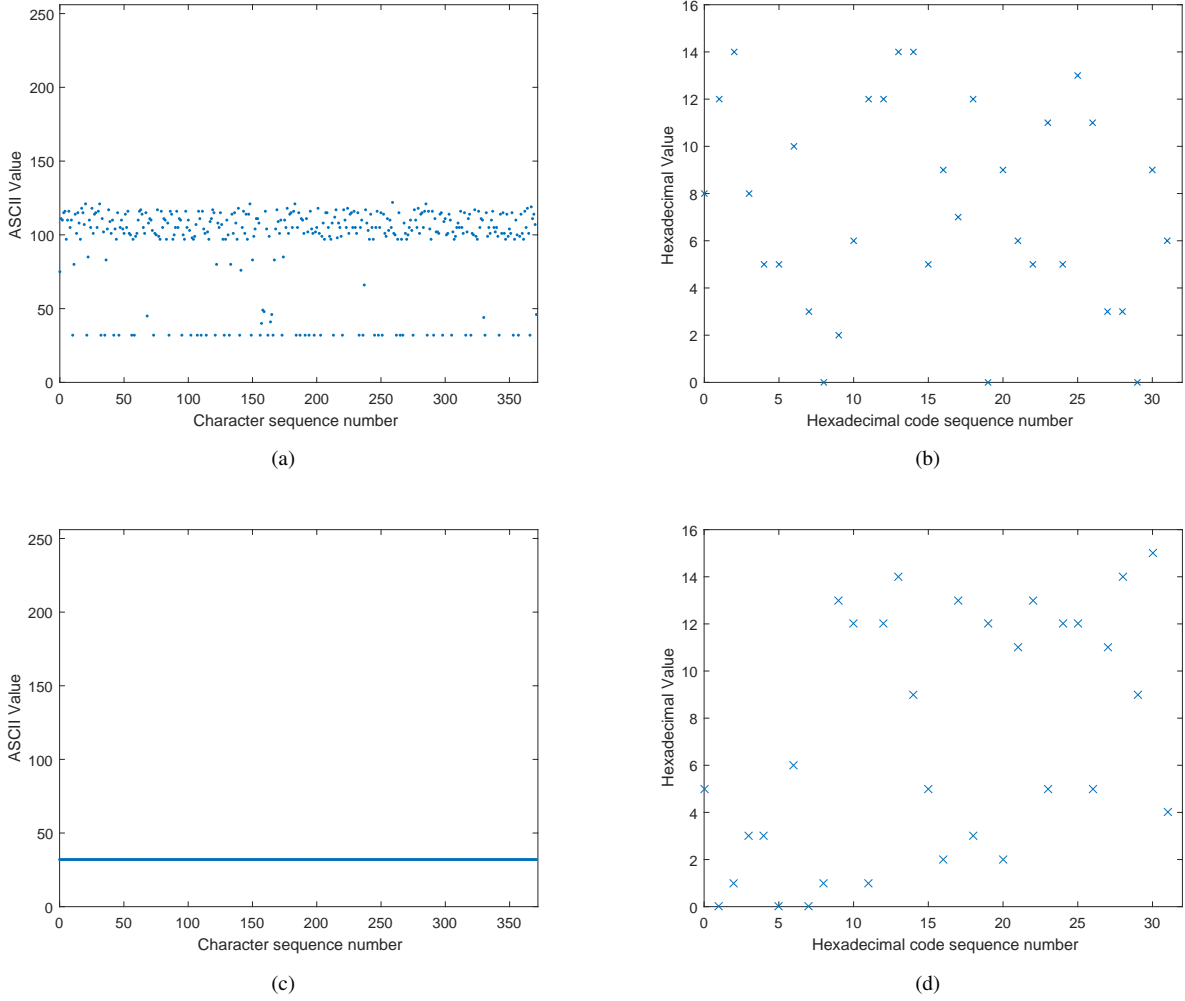 250
200
150
100
50
0
ASCII Value
0 50 100 150 200 250 300 350
Character sequence number
(a)
16
14
12
10
8
6
4
2
0
Hexadecimal Value
0 5 10 15 20 25 30
Hexadecimal code sequence number
(b)
250
200
150
100
50
0
ASCII Value
0 50 100 150 200 250 300 350
Character sequence number
(c)
16
14
12
10
8
6
4
2
0
Hexadecimal Value
0 5 10 15 20 25 30
Hexadecimal code sequence number
(d)